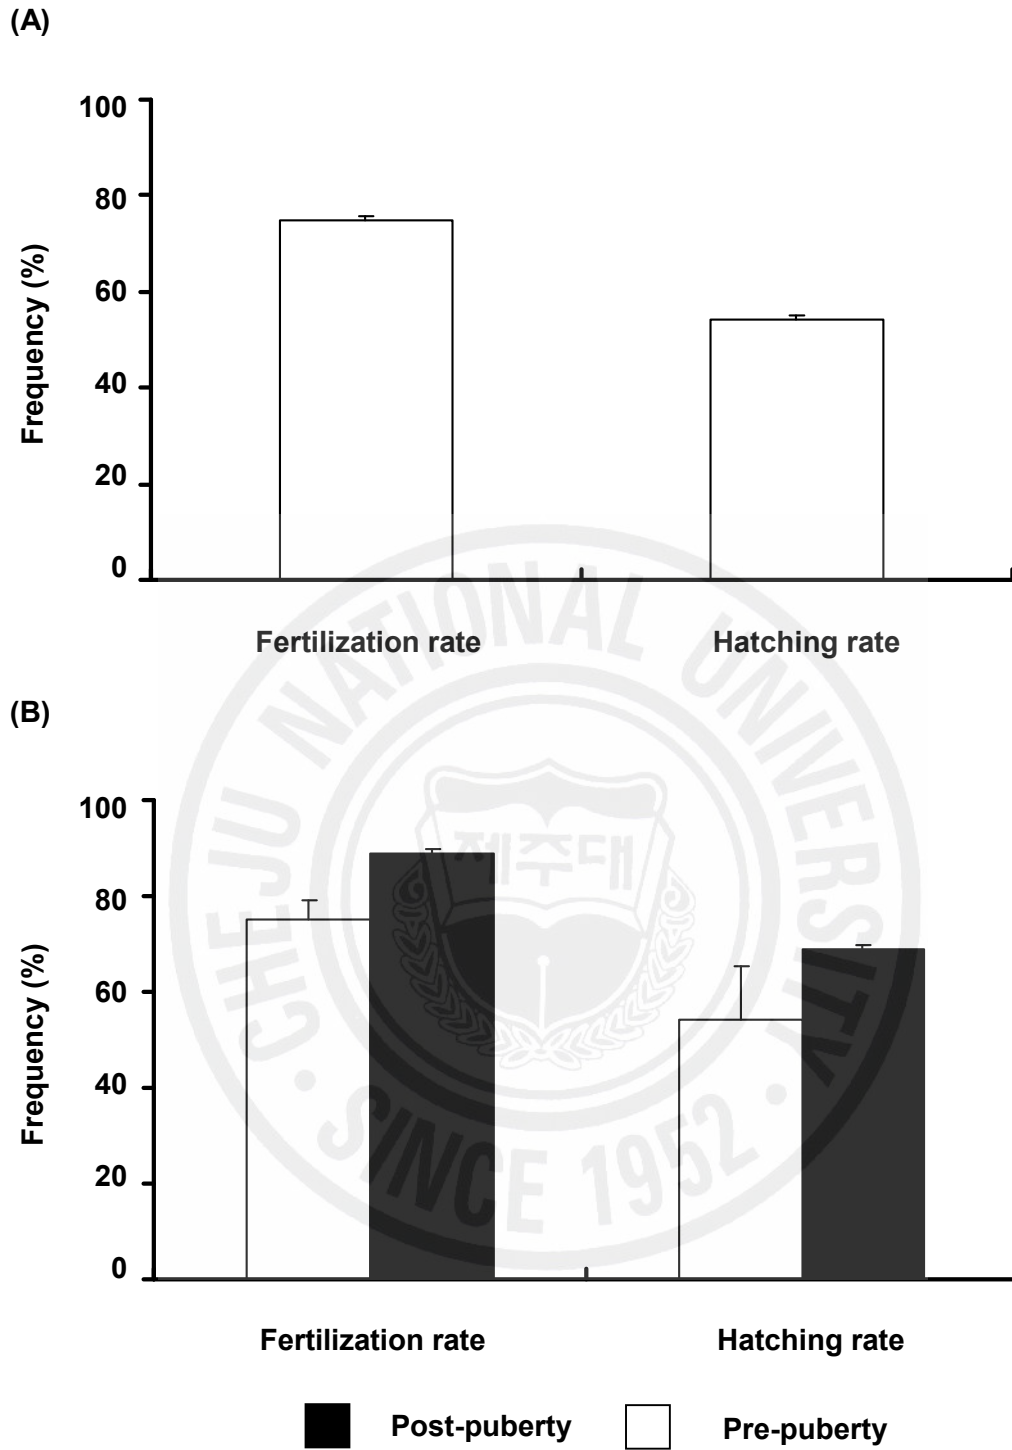 (A)
100
80
60
40
20
0
Frequency (%)
Fertilization rate
Hatching rate
(B)
100
80
60
40
20
0
Frequency (%)
Fertilization rate
Hatching rate
Post-puberty
Pre-puberty
CHEJU NATIONAL UNIVERSITY
제주대
SINCE 1952